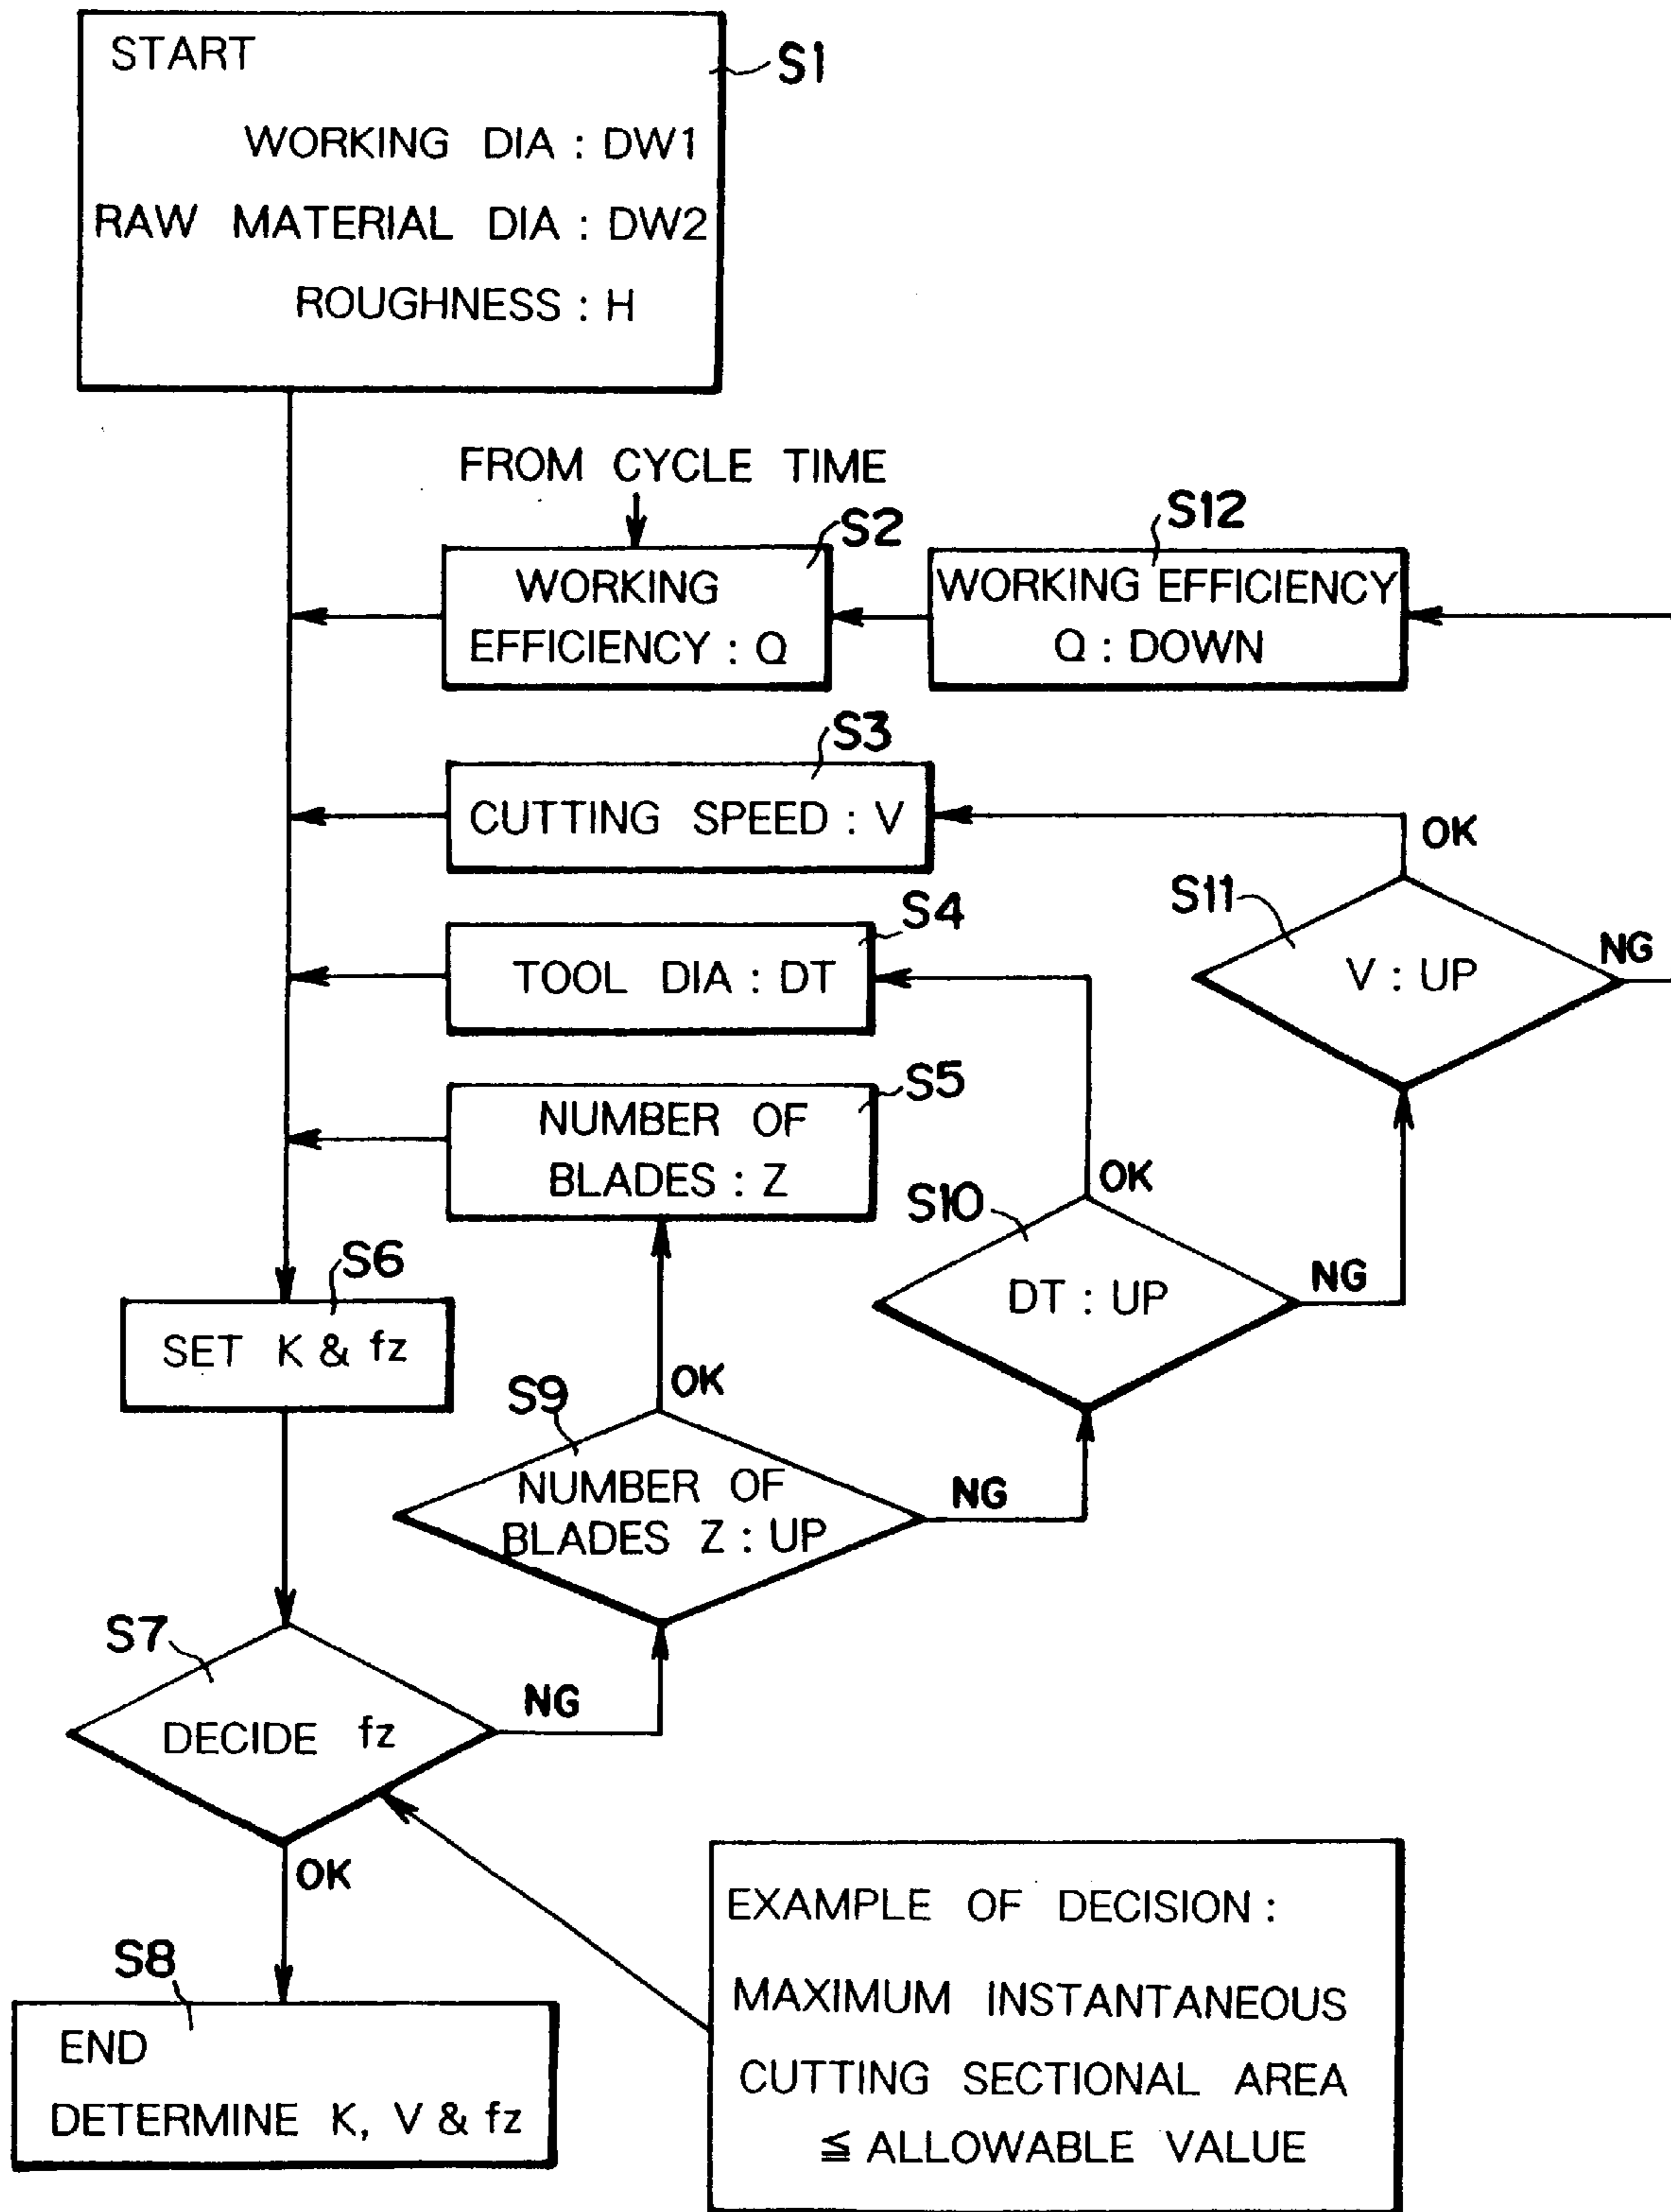 START
S1
WORKING DIA : DW1
RAW MATERIAL DIA : DW2
ROUGHNESS : H
FROM CYCLE TIME
S2
WORKING
EFFICIENCY : Q
S12
WORKING EFFICIENCY
Q : DOWN
S3
CUTTING SPEED : V
OK
S11
V : UP
NG
S4
TOOL DIA : DT
S5
NUMBER OF
BLADES : Z
OK
S10
DT : UP
NG
S6
SET K & fz
OK
S9
NUMBER OF
BLADES Z : UP
NG
S7
DECIDE fz
NG
OK
S8
END
DETERMINE K, V & fz
EXAMPLE OF DECISION :
MAXIMUM INSTANTANEOUS
CUTTING SECTIONAL AREA
≦ ALLOWABLE VALUE